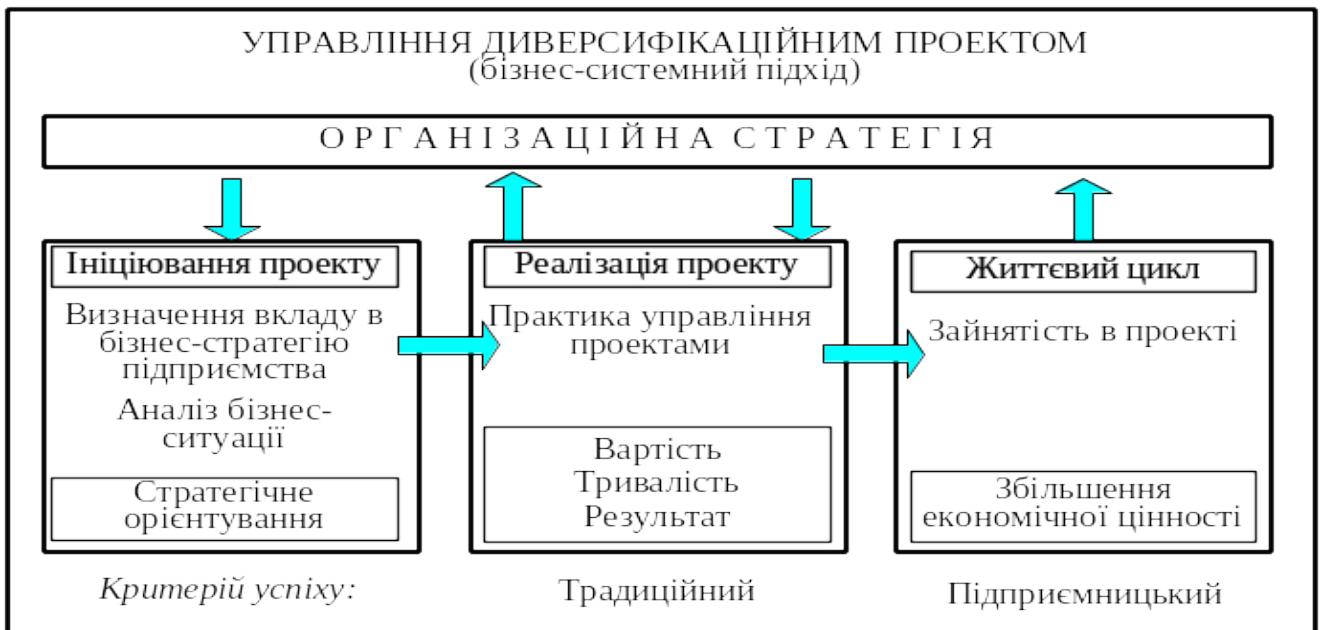 УПРАВЛІННЯ ДИВЕРСИФІКАЦІЙНИМ ПРОЕКТОМ
(бізнес-системний підхід)
ОРГАНІЗАЦІЙНА СТРАТЕГІЯ
Ініціювання проекту
Визначення вкладу в
бізнес-стратегію
підприємства
Аналіз бізнес-
ситуації
Стратегічне
орієнтування
Реалізація проекту
Практика управління
проектами
Вартість
Тривалість
Результат
Життєвий цикл
Зайнятість в проекті
Збільшення
економічної цінності
Критерій успіху:
Традиційний
Підприємницький